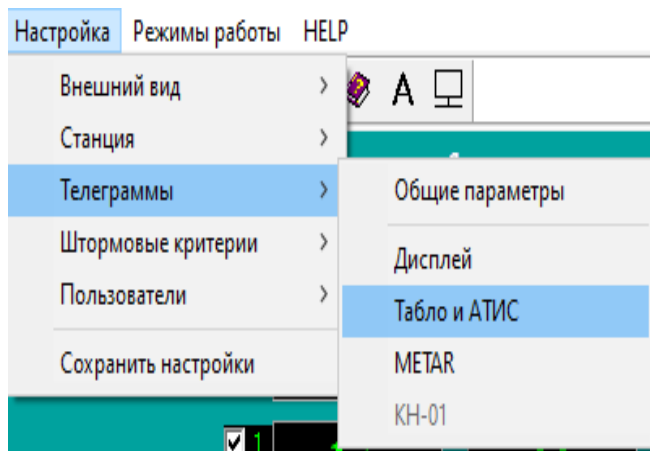 Настройка Режимы работы HELP
Внешний вид
A
Станция
Телеграммы
Общие параметры
Штормовые критерии
Дисплей
Пользователи
Табло и АТИС
Сохранить настройки
METAR
КН-01
1